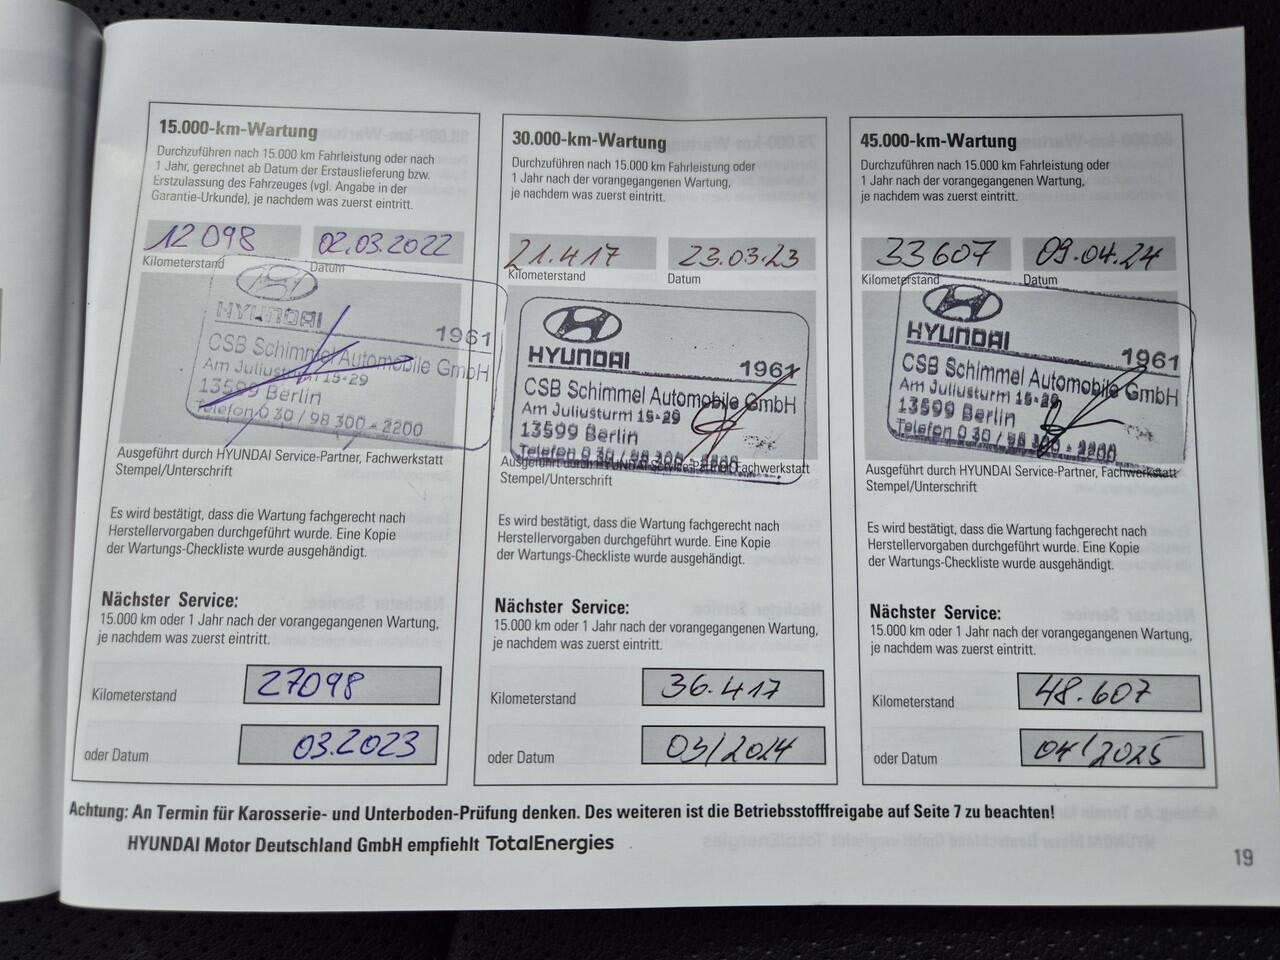 15.000-km-Wartung
Durchzuführen nach 15.000 km Fahrleistung oder nach
1 Jahr, gerechnet ab Datum der Erstauslieferung bzw.
Erstzulassung des Fahrzeuges (vgl. Angabe in der
Garantie-Urkunde), je nachdem was zuerst eintritt.
12 098 02.03.2022
Kilometerstand Datum
HYUNDAI
1961
CSB Schimmel Automobile GmbH
Am Juliusturm 15-29
13599 Berlin
Telefon 0 30 / 98 300 - 2200
Ausgeführt durch HYUNDAI Service-Partner, Fachwerkstatt
Stempel/Unterschrift
Es wird bestätigt, dass die Wartung fachgerecht nach
Herstellervorgaben durchgeführt wurde. Eine Kopie
der Wartungs-Checkliste wurde ausgehändigt.
Nächster Service:
15.000 km oder 1 Jahr nach der vorangegangenen Wartung,
je nachdem was zuerst eintritt.
Kilometerstand 27098
oder Datum 03.2023
30.000-km-Wartung
Durchzuführen nach 15.000 km Fahrleistung oder
1 Jahr nach der vorangegangenen Wartung,
je nachdem was zuerst eintritt.
21.417 23.03.23
Kilometerstand Datum
HYUNDAI
1961
CSB Schimmel Automobile GmbH
Am Juliusturm 15-29
13599 Berlin
Telefon 0 30 / 98 300 - 2200
Ausgeführt durch HYUNDAI Service-Partner, Fachwerkstatt
Stempel/Unterschrift
Es wird bestätigt, dass die Wartung fachgerecht nach
Herstellervorgaben durchgeführt wurde. Eine Kopie
der Wartungs-Checkliste wurde ausgehändigt.
Nächster Service:
15.000 km oder 1 Jahr nach der vorangegangenen Wartung,
je nachdem was zuerst eintritt.
Kilometerstand 36.417
oder Datum 03/2024
45.000-km-Wartung
Durchzuführen nach 15.000 km Fahrleistung oder
1 Jahr nach der vorangegangenen Wartung,
je nachdem was zuerst eintritt.
33607 09.04.24
Kilometerstand Datum
HYUNDAI
1961
CSB Schimmel Automobile GmbH
Am Juliusturm 15-29
13599 Berlin
Telefon 0 30 / 98 300 - 2200
Ausgeführt durch HYUNDAI Service-Partner, Fachwerkstatt
Stempel/Unterschrift
Es wird bestätigt, dass die Wartung fachgerecht nach
Herstellervorgaben durchgeführt wurde. Eine Kopie
der Wartungs-Checkliste wurde ausgehändigt.
Nächster Service:
15.000 km oder 1 Jahr nach der vorangegangenen Wartung,
je nachdem was zuerst eintritt.
Kilometerstand 48.607
oder Datum 04/2025
Achtung: An Termin für Karosserie- und Unterboden-Prüfung denken. Des weiteren ist die Betriebsstofffreigabe auf Seite 7 zu beachten!
HYUNDAI Motor Deutschland GmbH empfiehlt TotalEnergies
19